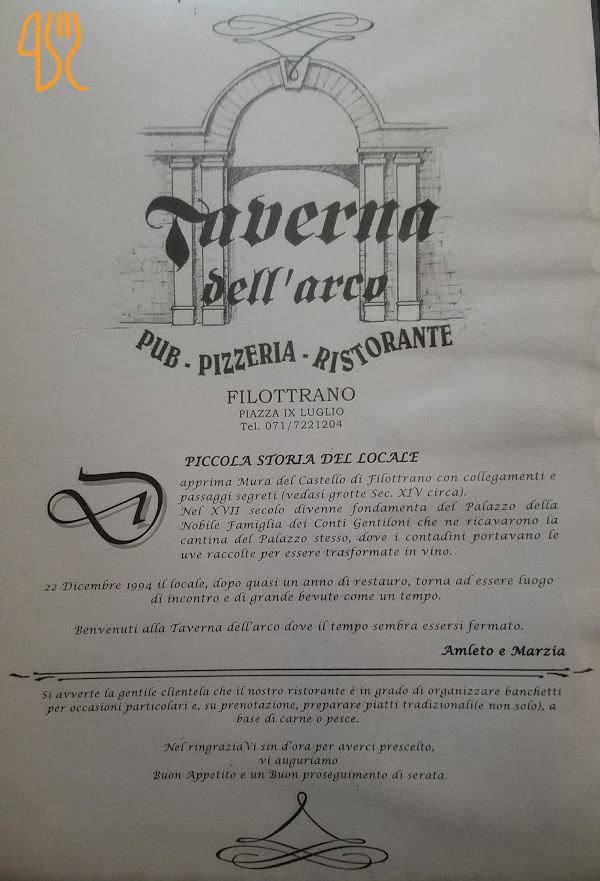 Taverna
dell'arco
PUB - PIZZERIA - RISTORANTE
FILOTTRANO
PIAZZA IX LUGLIO
Tel. 071/7221204
PICCOLA STORIA DEL LOCALE
Dapprima Mura del Castello di Filottrano con collegamenti e
passaggi segreti (vedasi grotte Sec. XIV circa).
Nel XVII secolo divenne fondamenta del Palazzo della
Nobile Famiglia dei Conti Gentiloni che ne ricavarono la
cantina del Palazzo stesso, dove i contadini portavano le
uve raccolte per essere trasformate in vino.
22 Dicembre 1994 il locale, dopo quasi un anno di restauro, torna ad essere luogo
di incontro e di grande bevute come un tempo.
Benvenuti alla Taverna dell'arco dove il tempo sembra essersi fermato.
Amleto e Marzia
Si avverte la gentile clientela che il nostro ristorante è in grado di organizzare banchetti
per occasioni particolari e, su prenotazione, preparare piatti tradizionali(e non solo), a
base di carne o pesce.
Nel ringraziaVi sin d'ora per averci prescelto,
vi auguriamo
Buon Appetito e un Buon proseguimento di serata.